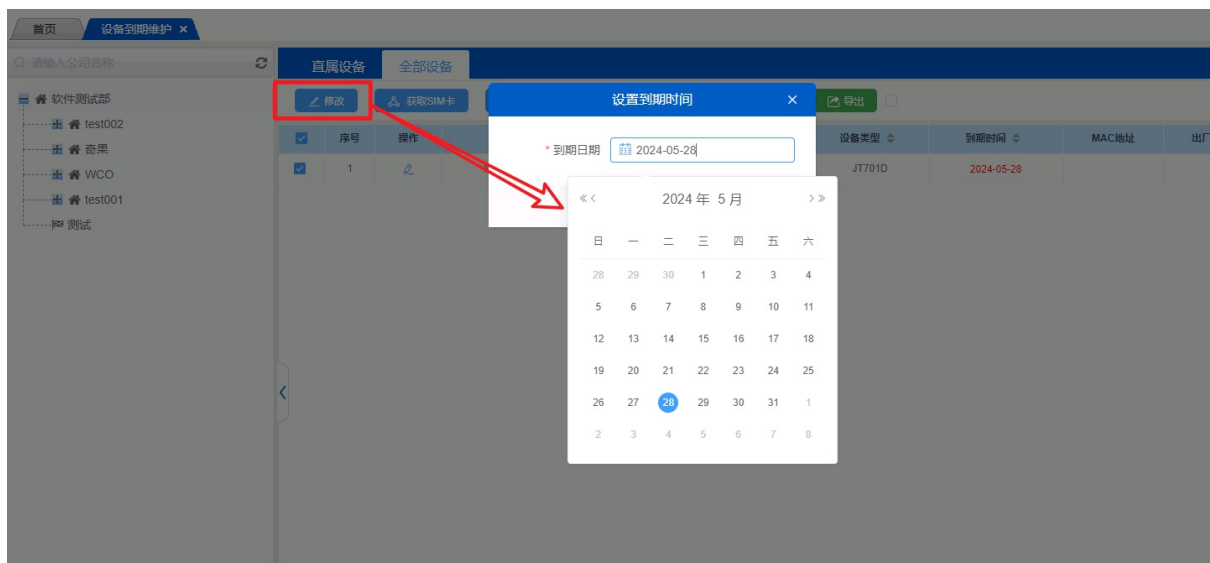 首页
设备到期维护 ×
请输入公司名称
直属设备 全部设备
软件测试部
test002
奇果
WCO
test001
测试
修改 获取SIM卡 导出
设置到期时间 ×
* 到期日期 2024-05-28
序号 操作 设备类型 到期时间 MAC地址 出厂
1 JT701D 2024-05-28
« < 2024 年 5 月 > »
日 一 二 三 四 五 六
28 29 30 1 2 3 4
5 6 7 8 9 10 11
12 13 14 15 16 17 18
19 20 21 22 23 24 25
26 27 28 29 30 31 1
2 3 4 5 6 7 8